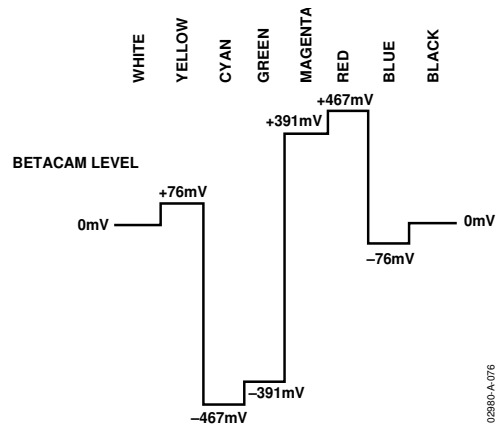 WHITE
YELLOW
CYAN
GREEN
MAGENTA
RED
BLUE
BLACK
+467mV
+391mV
BETACAM LEVEL
+76mV
0mV
0mV
–76mV
–391mV
–467mV
02980-A-076